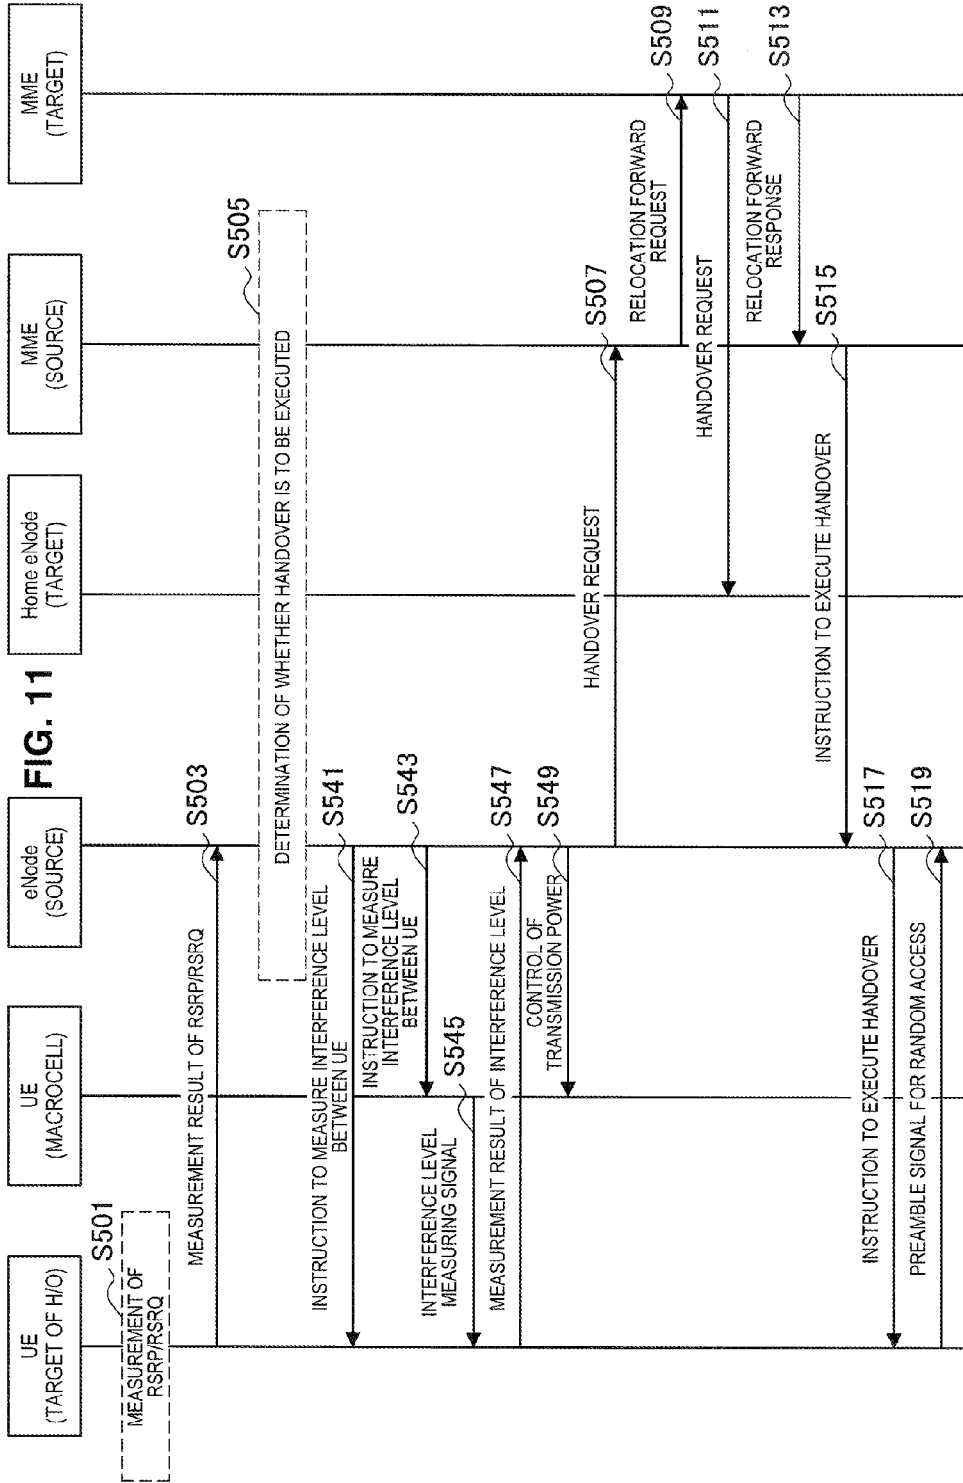 FIG. 11
UE
(TARGET OF H/O)
UE
(MACROCELL)
eNode
(SOURCE)
Home eNode
(TARGET)
MME
(SOURCE)
MME
(TARGET)
S501
MEASUREMENT OF
RSRP/RSRQ
S503
MEASUREMENT RESULT OF RSRP/RSRQ
S505
DETERMINATION OF WHETHER HANDOVER IS TO BE EXECUTED
S541
INSTRUCTION TO MEASURE INTERFERENCE LEVEL
BETWEEN UE
S543
INSTRUCTION TO MEASURE
INTERFERENCE LEVEL
BETWEEN UE
S545
INTERFERENCE LEVEL
MEASURING SIGNAL
S547
MEASUREMENT RESULT OF INTERFERENCE LEVEL
S549
CONTROL OF
TRANSMISSION POWER
S507
HANDOVER REQUEST
S509
RELOCATION FORWARD
REQUEST
S511
HANDOVER REQUEST
S513
RELOCATION FORWARD
RESPONSE
S515
INSTRUCTION TO EXECUTE HANDOVER
S517
INSTRUCTION TO EXECUTE HANDOVER
S519
PREAMBLE SIGNAL FOR RANDOM ACCESS